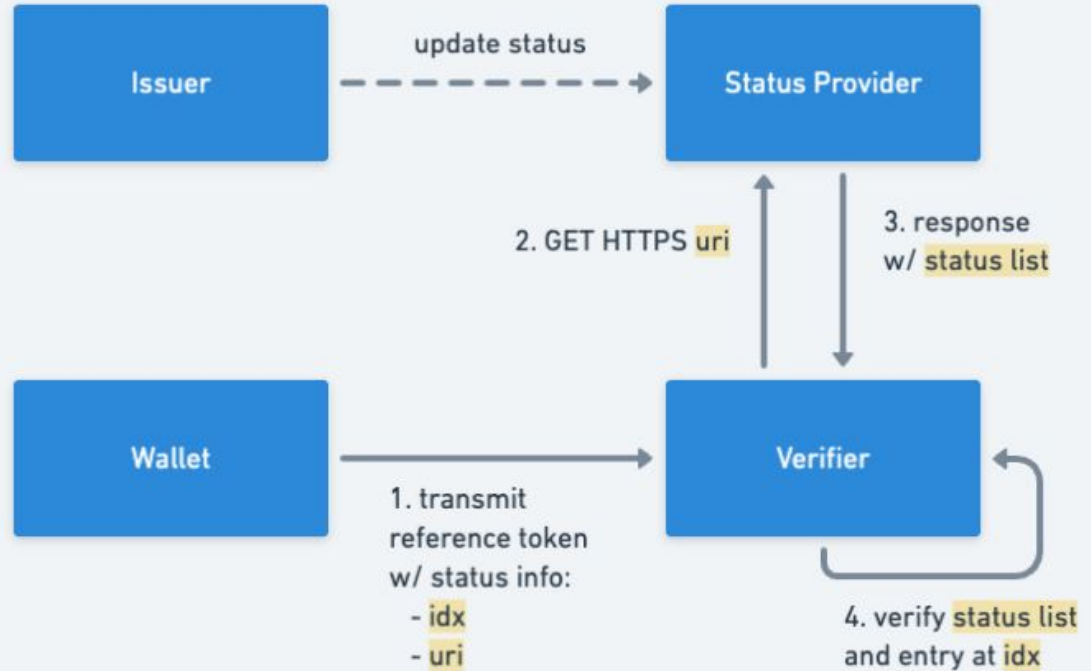 update status
Issuer
Status Provider
2. GET HTTPS uri
3. response
w/ status list
Wallet
Verifier
1. transmit
reference token
w/ status info:
- idx
- uri
4. verify status list
and entry at idx